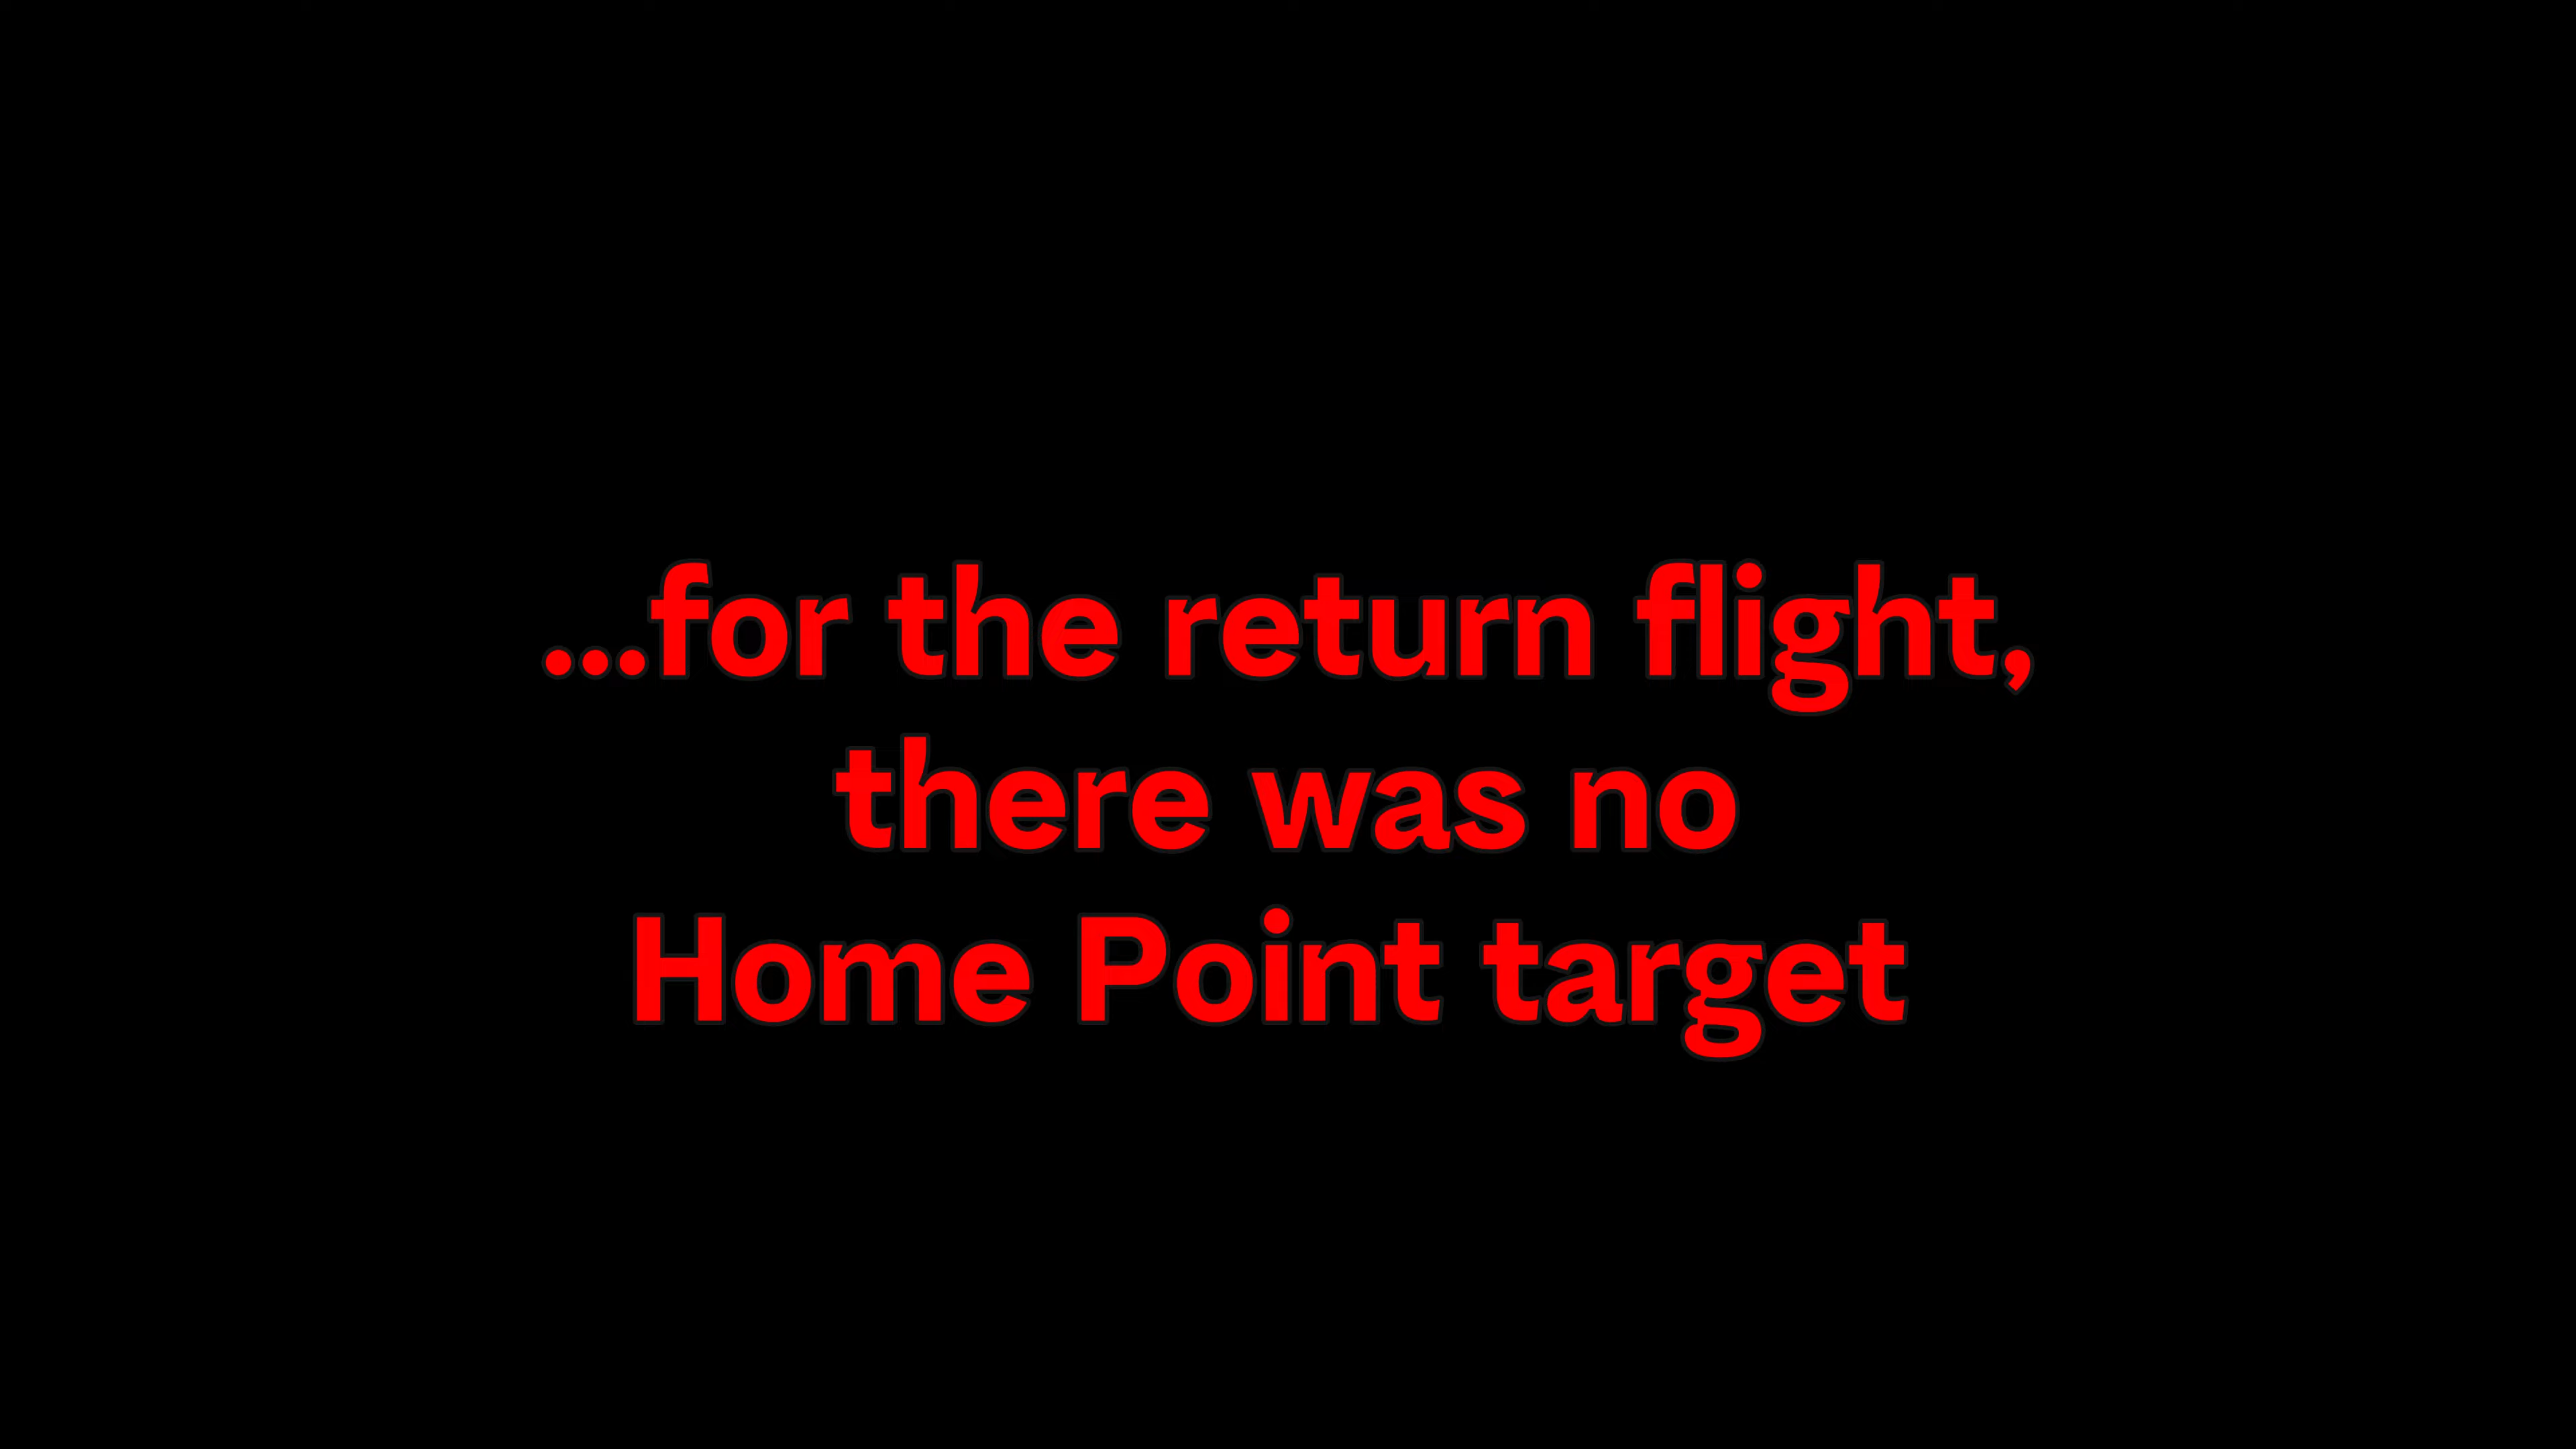 ...for the return flight,
there was no
Home Point target